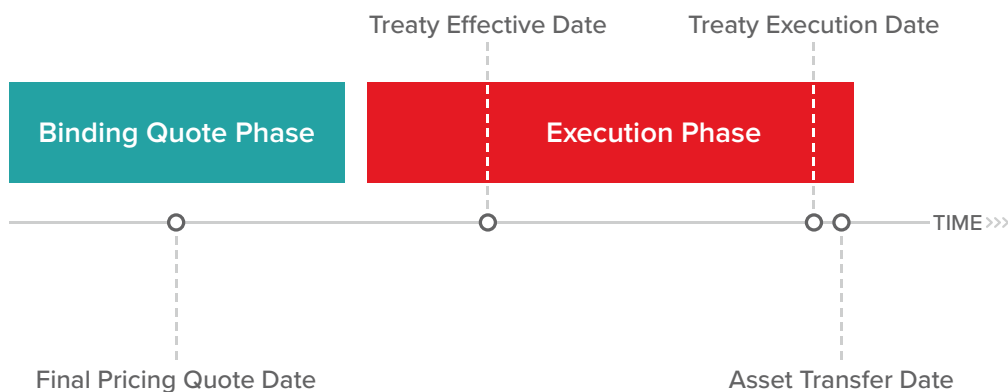 Treaty Effective Date
Treaty Execution Date
Binding Quote Phase
Execution Phase
TIME >>>
Final Pricing Quote Date
Asset Transfer Date